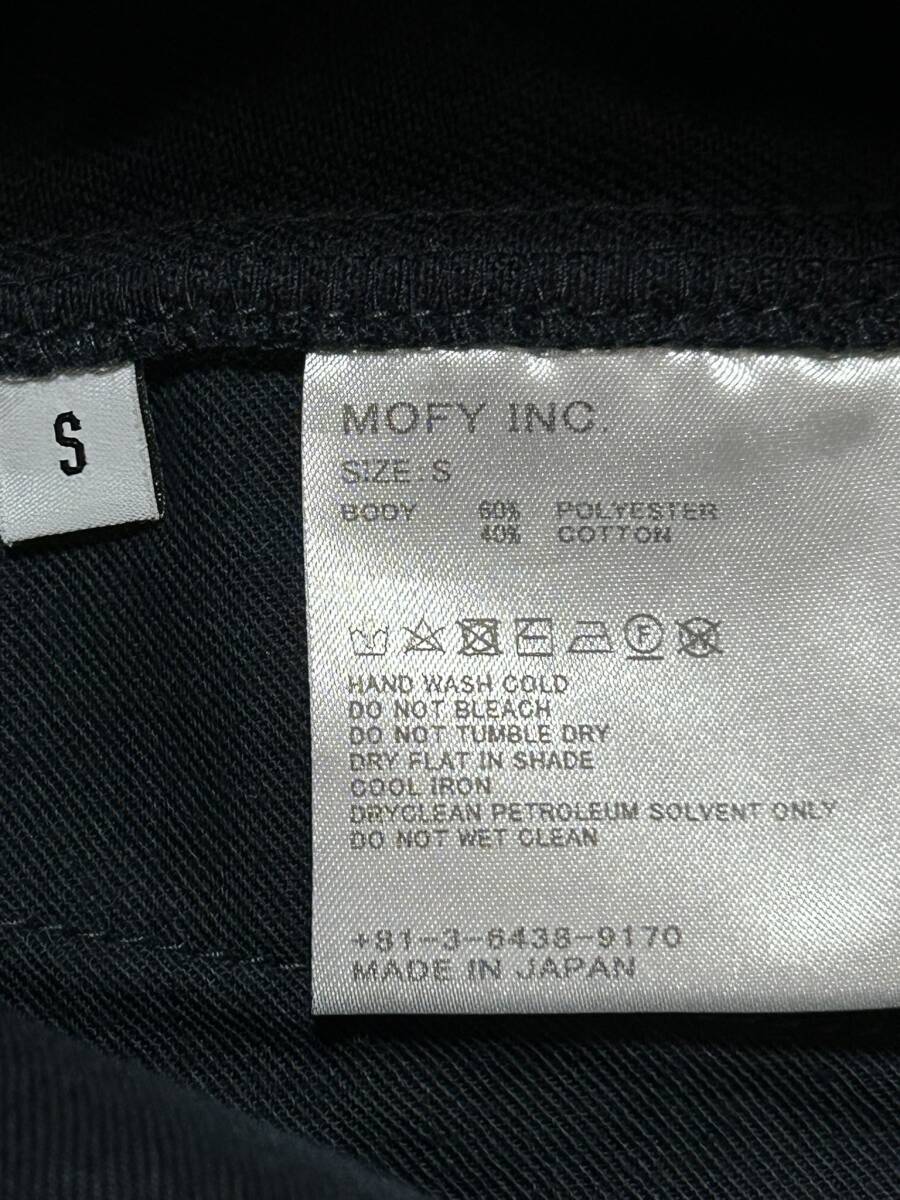 S
MOFY INC.
SIZE: S
BODY 60% POLYESTER
40% COTTON
F W
HAND WASH COLD
DO NOT BLEACH
DO NOT TUMBLE DRY
DRY FLAT IN SHADE
COOL IRON
DRYCLEAN PETROLEUM SOLVENT ONLY
DO NOT WET CLEAN
+81-3-6438-9170
MADE IN JAPAN